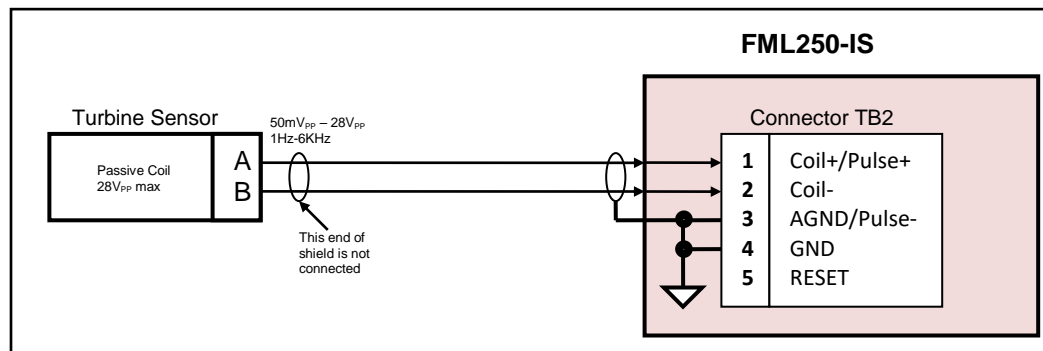 FML250-IS
Turbine Sensor
50mVPP – 28VPP
1Hz-6KHz
Connector TB2
Passive Coil
28VPP max
A
B
1 Coil+/Pulse+
2 Coil-
3 AGND/Pulse-
4 GND
5 RESET
This end of
shield is not
connected